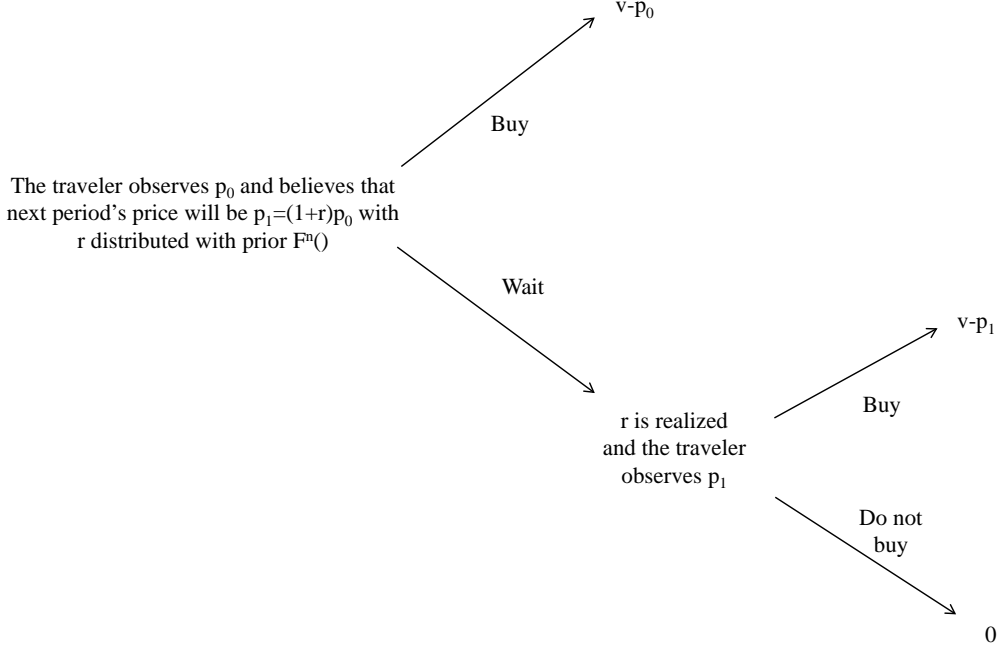 v-p₀
Buy
The traveler observes p₀ and believes that
next period's price will be p₁=(1+r)p₀ with
r distributed with prior Fⁿ()
Wait
v-p₁
Buy
r is realized
and the traveler
observes p₁
Do not
buy
0